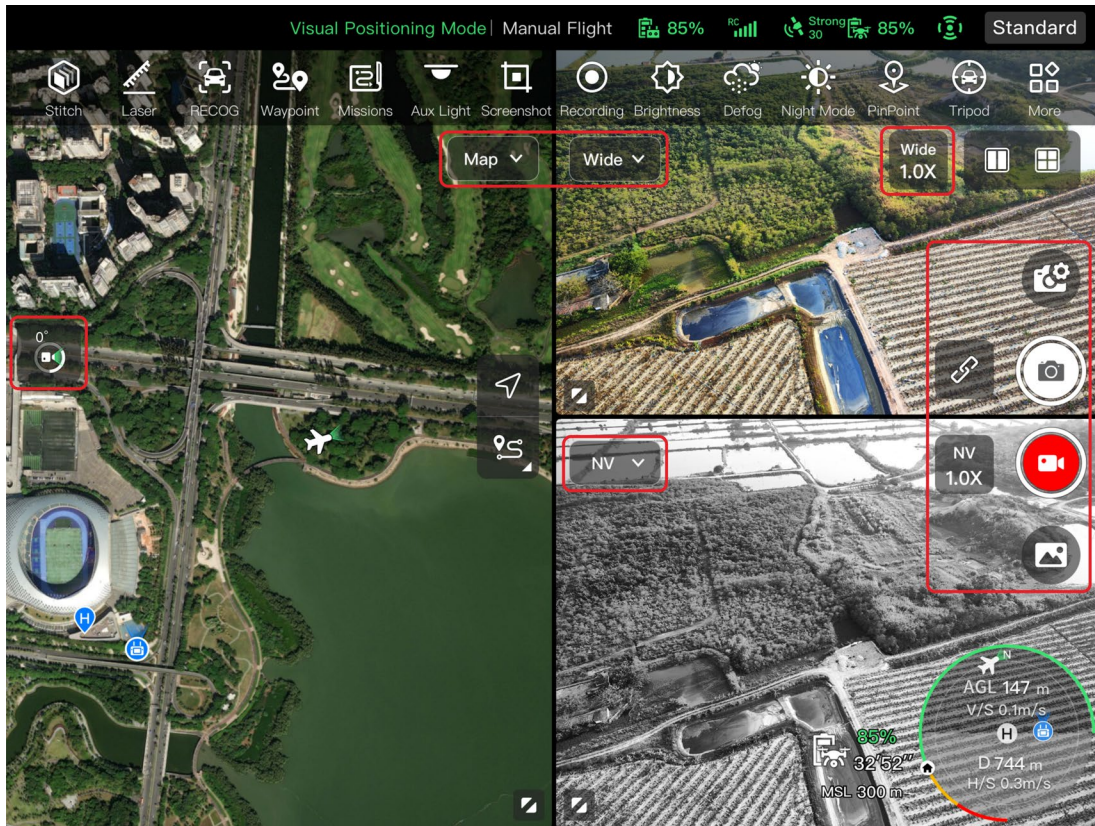 Visual Positioning Mode | Manual Flight 85% RC Strong 30 85% Standard
Stitch Laser RECOG Waypoint Missions Aux Light Screenshot Recording Brightness Defog Night Mode PinPoint Tripod More
Map Wide Wide
1.0X
0°
NV NV
1.0X
N
AGL 147 m
V/S 0.1m/s
H
H
85%
32'52"
D 744 m
MSL 300 m
H/S 0.3m/s